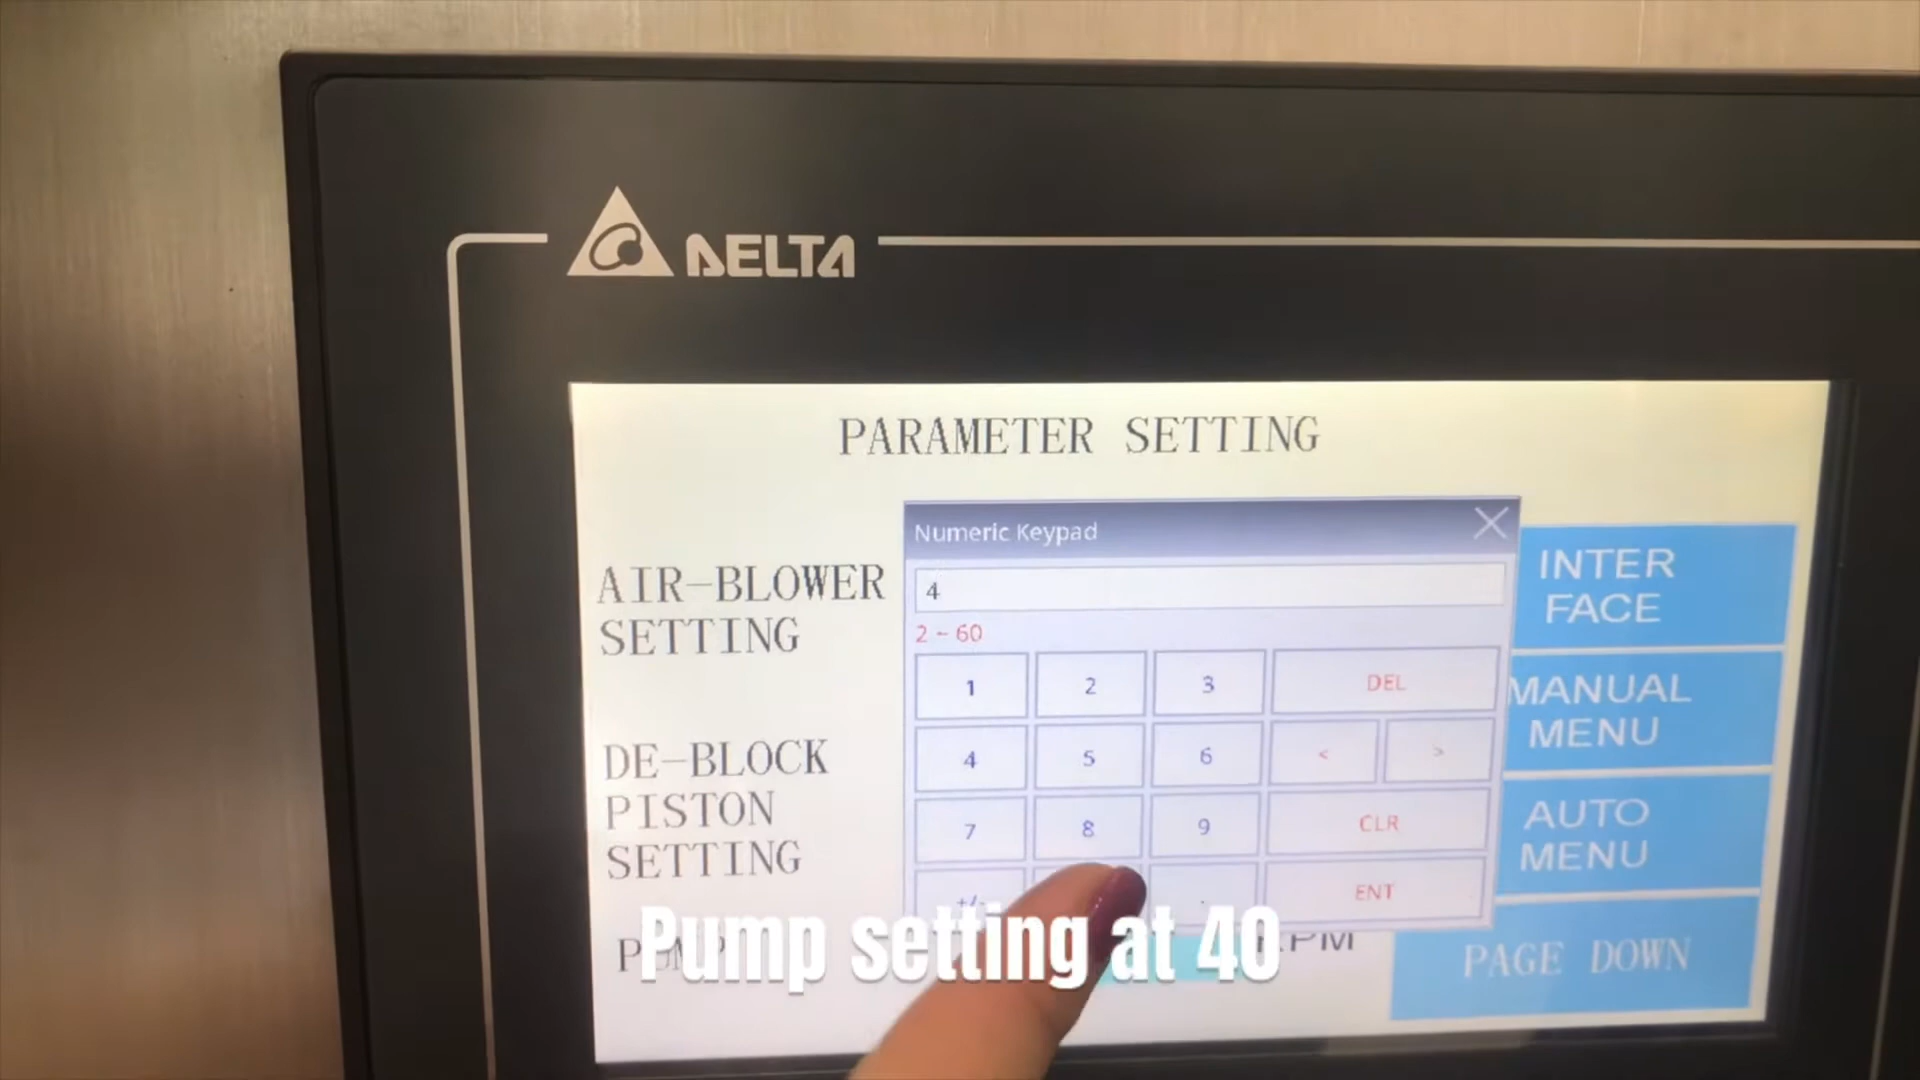 DELTA
PARAMETER SETTING
Numeric Keypad
4
2 ~ 60
1 2 3 DEL
4 5 6 < >
7 8 9 CLR
+/- . ENT
AIR-BLOWER
SETTING
DE-BLOCK
PISTON
SETTING
PUMP
RPM
INTER
FACE
MANUAL
MENU
AUTO
MENU
PAGE DOWN
Pump setting at 40